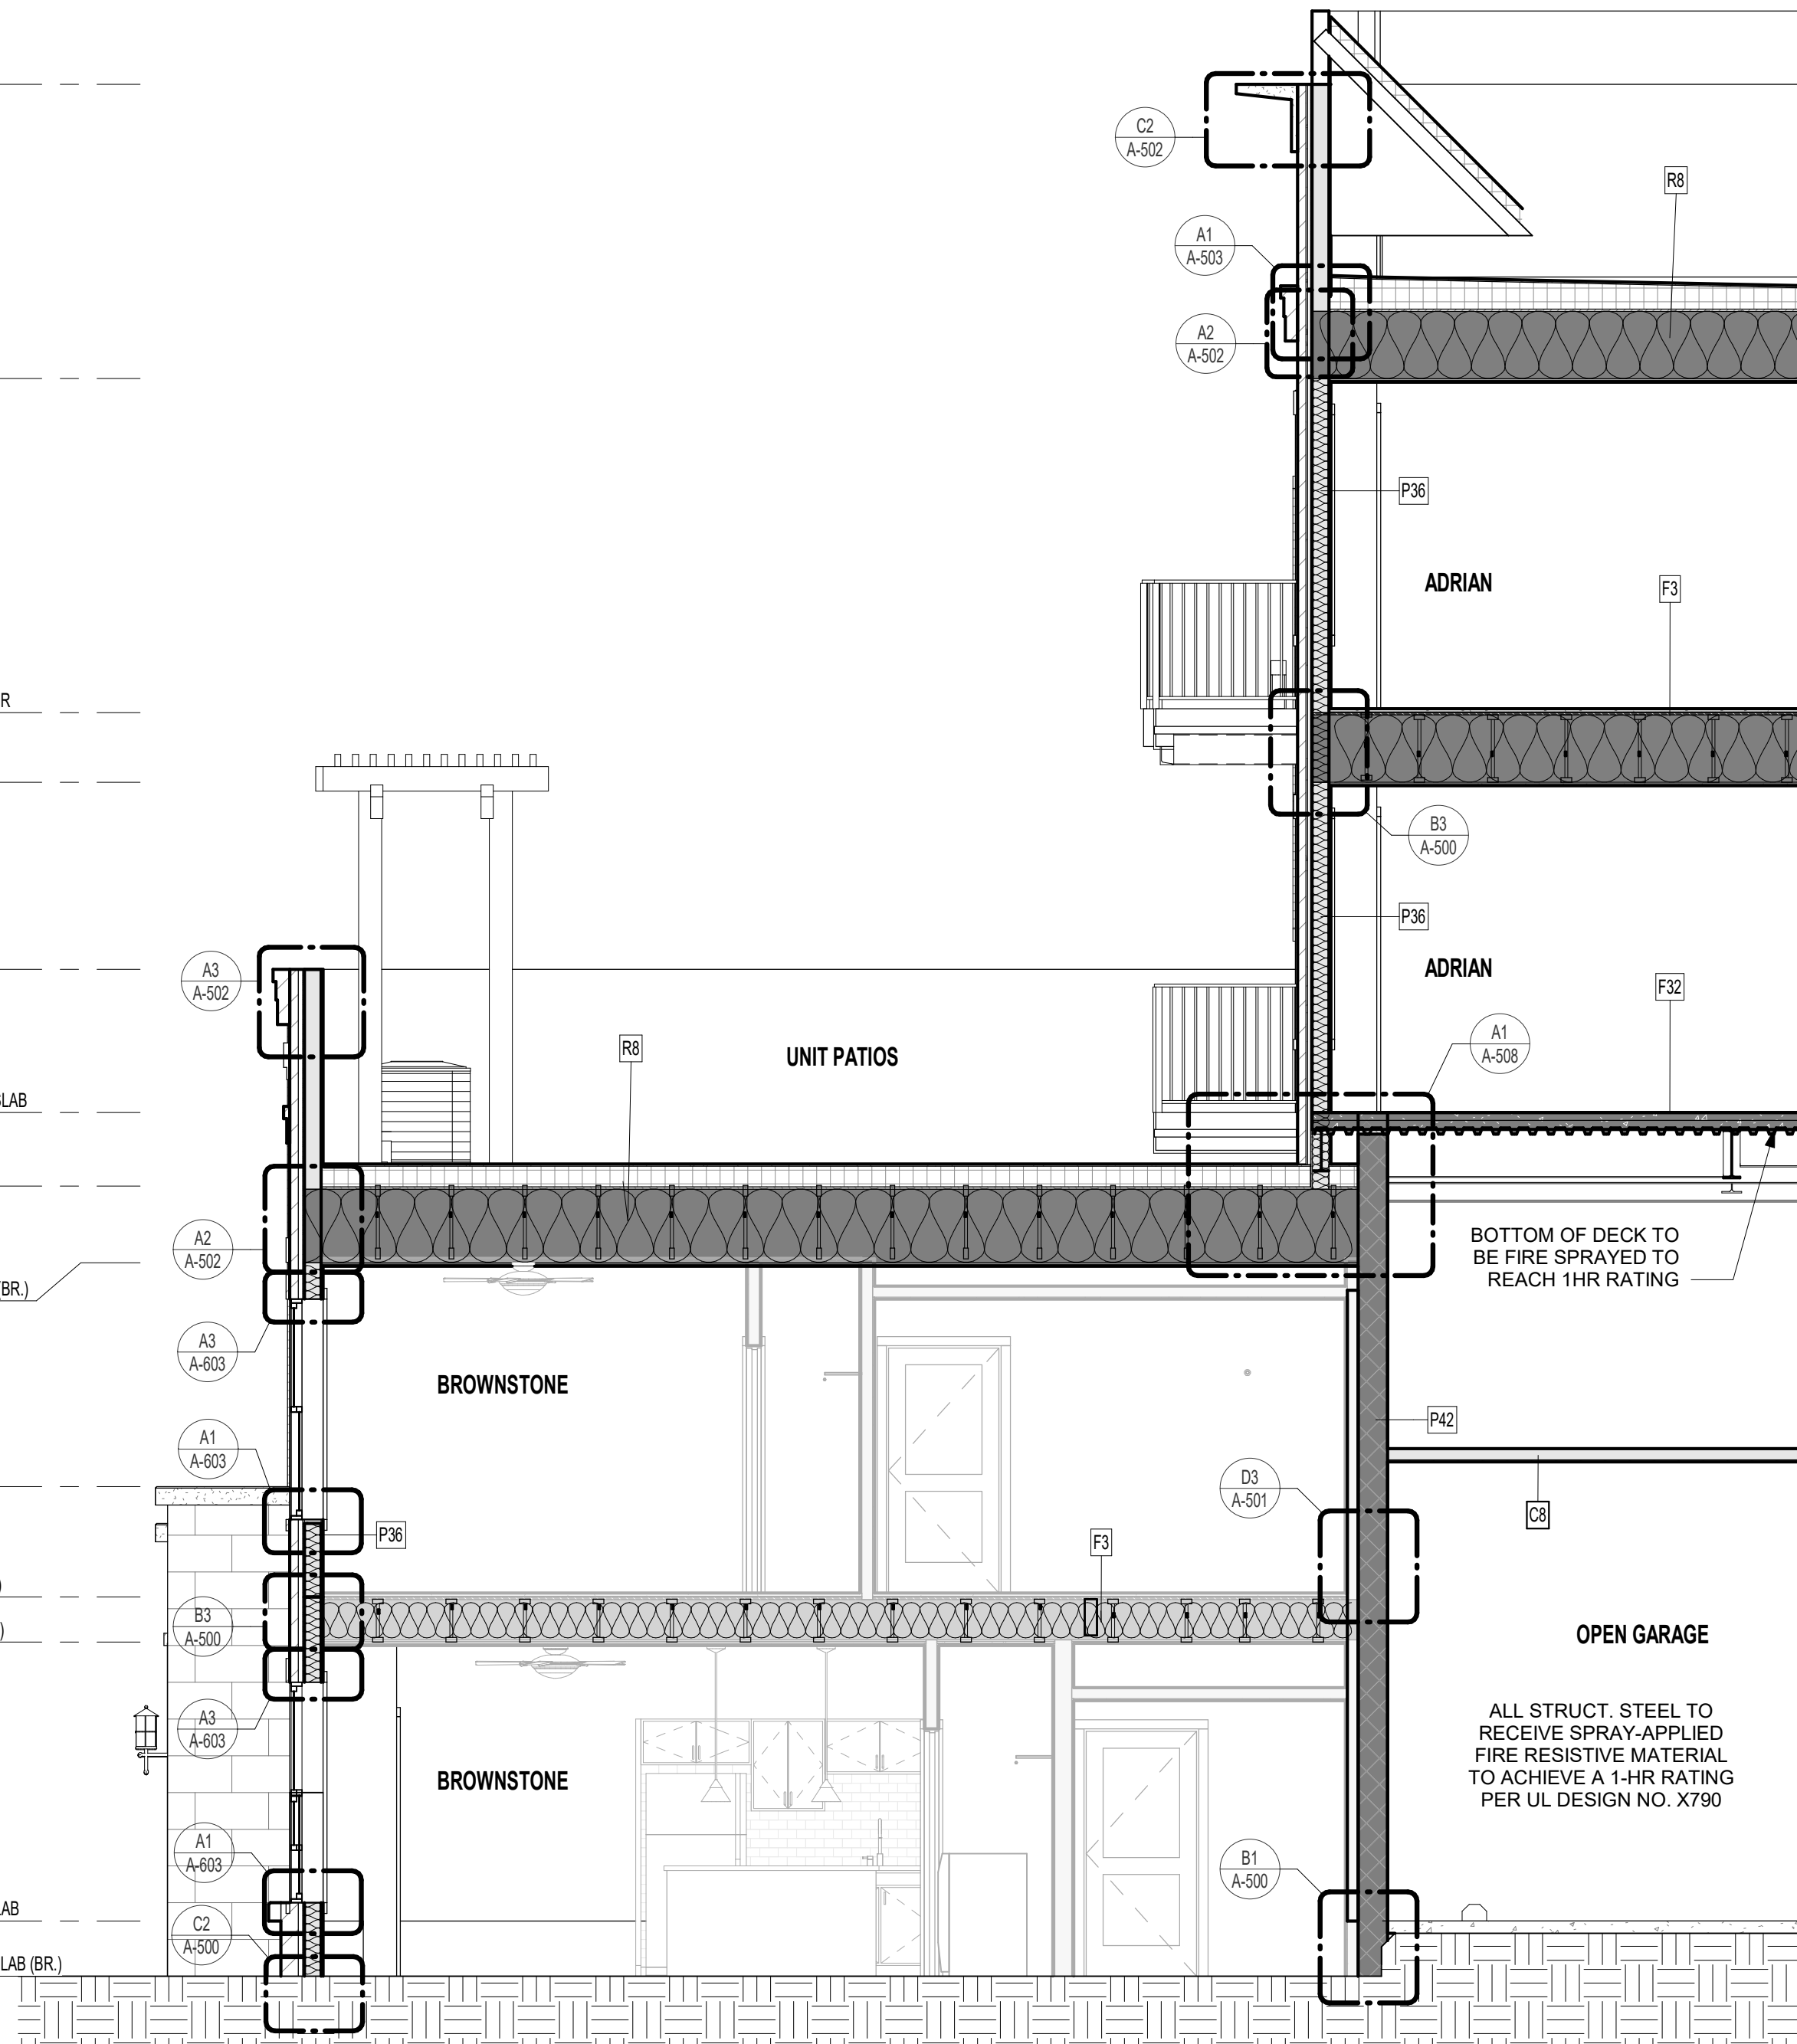 C2
A-502
R8
A1
A-503
A2
A-502
P36
ADRIAN
F3
R
B3
A-500
P36
A3
A-502
ADRIAN
F32
R8
UNIT PATIOS
A1
A-508
LAB
A2
A-502
BOTTOM OF DECK TO
BE FIRE SPRAYED TO
REACH 1HR RATING
(BR.)
A3
A-603
BROWNSTONE
P42
A1
A-603
D3
A-501
C8
P36
F3
)
B3
A-500
)
OPEN GARAGE
A3
A-603
ALL STRUCT. STEEL TO
RECEIVE SPRAY-APPLIED
FIRE RESISTIVE MATERIAL
TO ACHIEVE A 1-HR RATING
PER UL DESIGN NO. X790
BROWNSTONE
A1
A-603
B1
A-500
AB
C2
A-500
LAB (BR.)